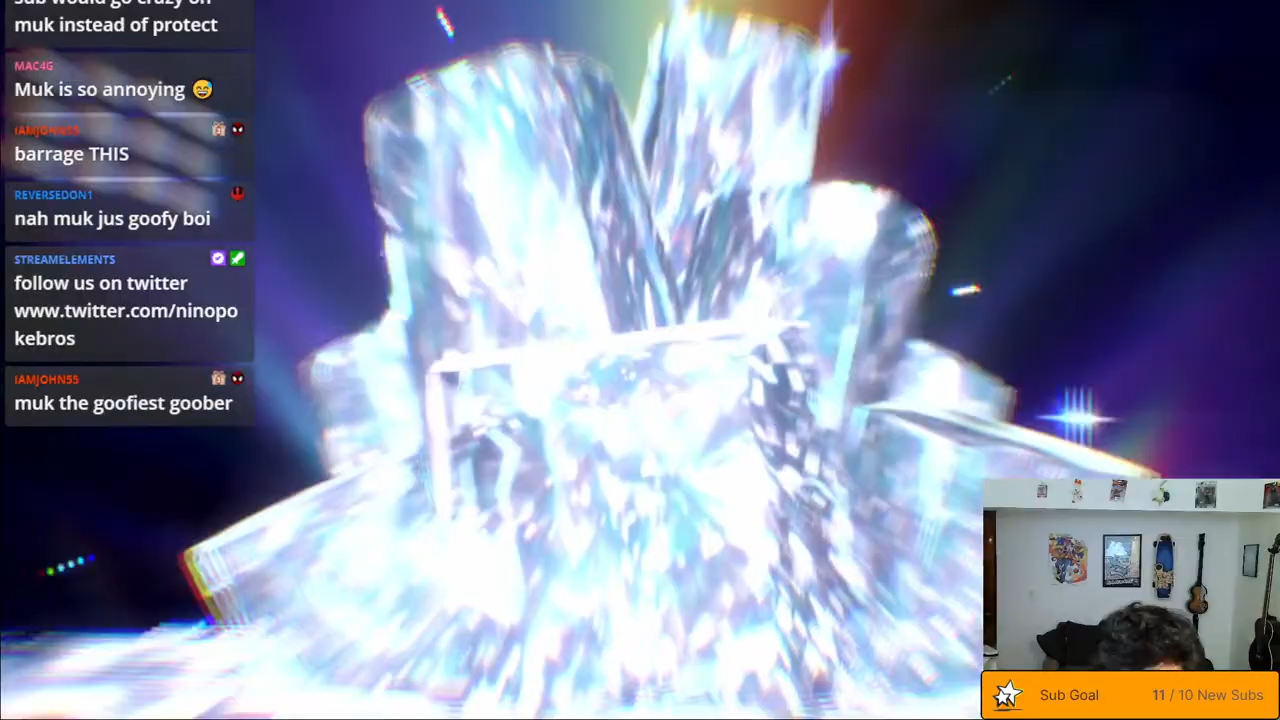 muk instead of protect
MAC4G
Muk is so annoying 😅
IAMJOHN55
barrage THIS
REVERSEDON1
nah muk jus goofy boi
STREAMELEMENTS
follow us on twitter
www.twitter.com/ninopo
kebros
IAMJOHN55
muk the goofiest goober
Sub Goal 11 / 10 New Subs